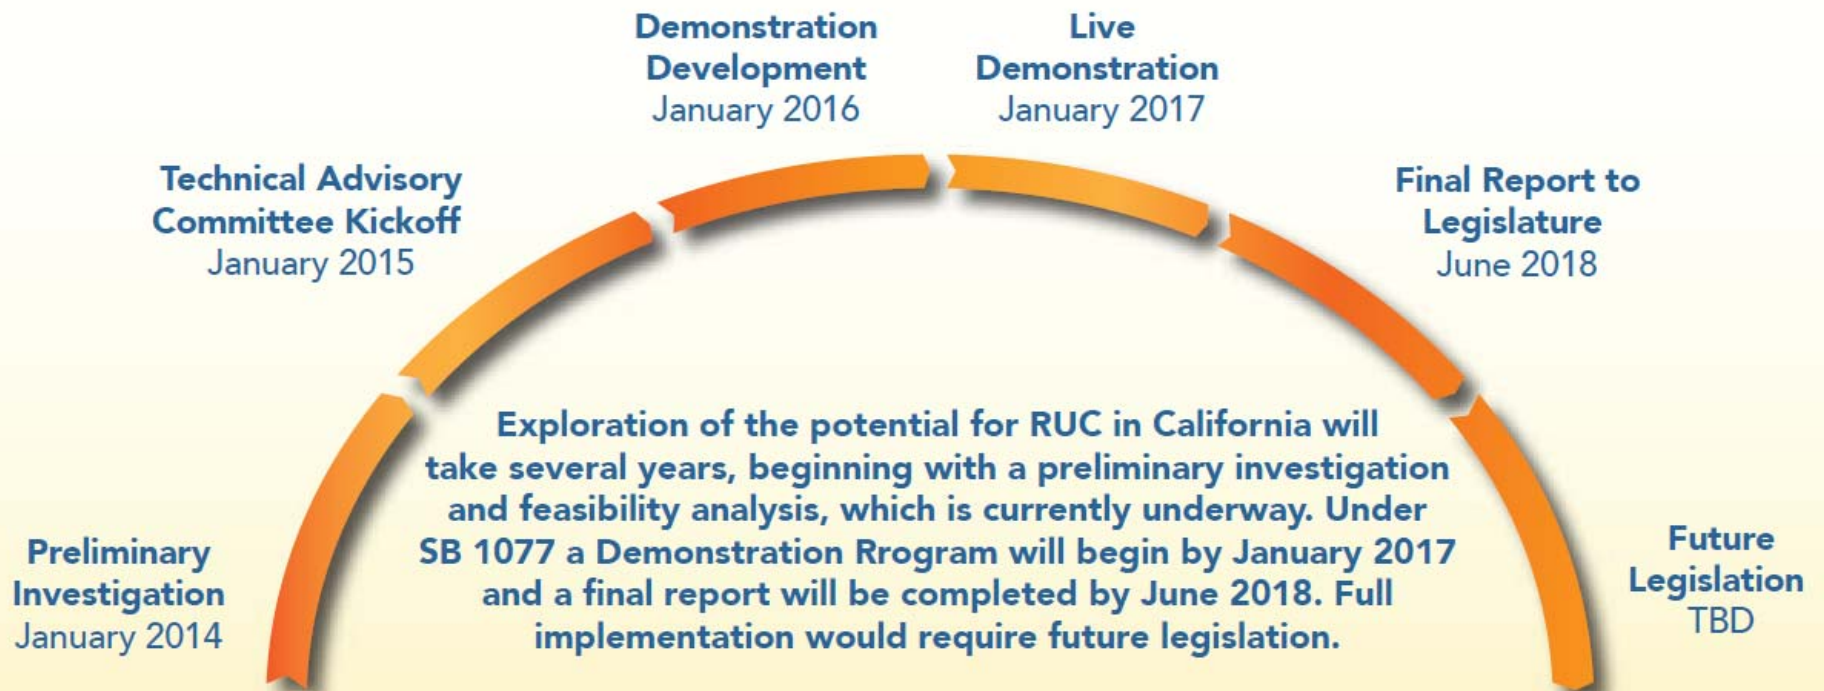 Preliminary
Investigation
January 2014
Technical Advisory
Committee Kickoff
January 2015
Demonstration
Development
January 2016
Live
Demonstration
January 2017
Final Report to
Legislature
June 2018
Future
Legislation
TBD
Exploration of the potential for RUC in California will
take several years, beginning with a preliminary investigation
and feasibility analysis, which is currently underway. Under
SB 1077 a Demonstration Rrogram will begin by January 2017
and a final report will be completed by June 2018. Full
implementation would require future legislation.